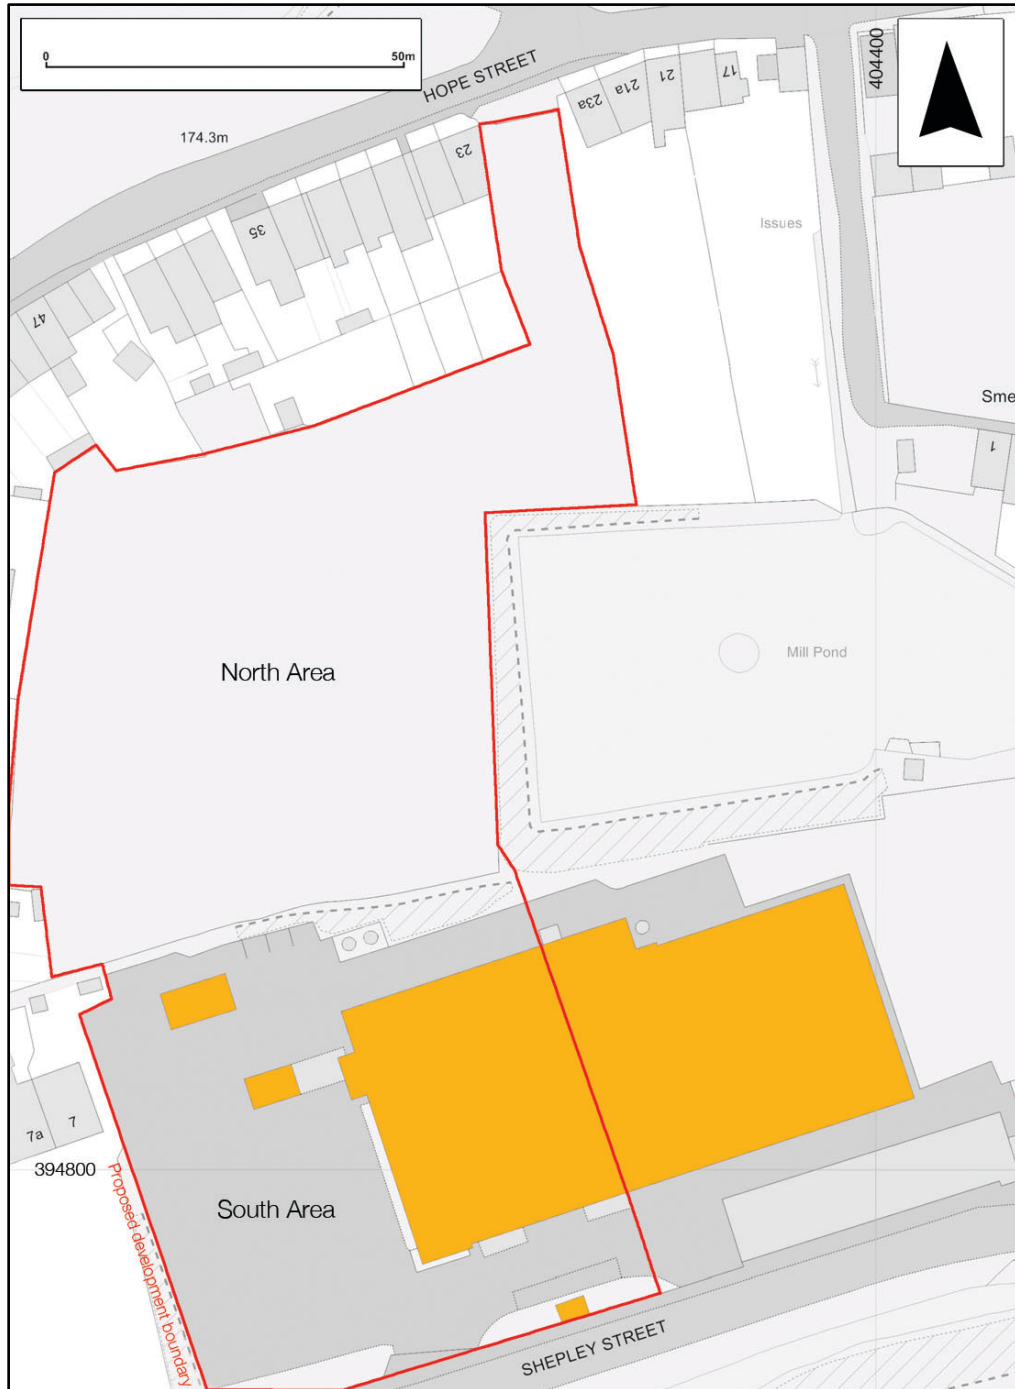 0
50m
HOPE STREET
404400
174.3m
23a
21a
21
17
23
35
47
Issues
Sme
1
Mill Pond
North Area
7a
7
394800
Proposed development boundary
South Area
SHEPLEY STREET